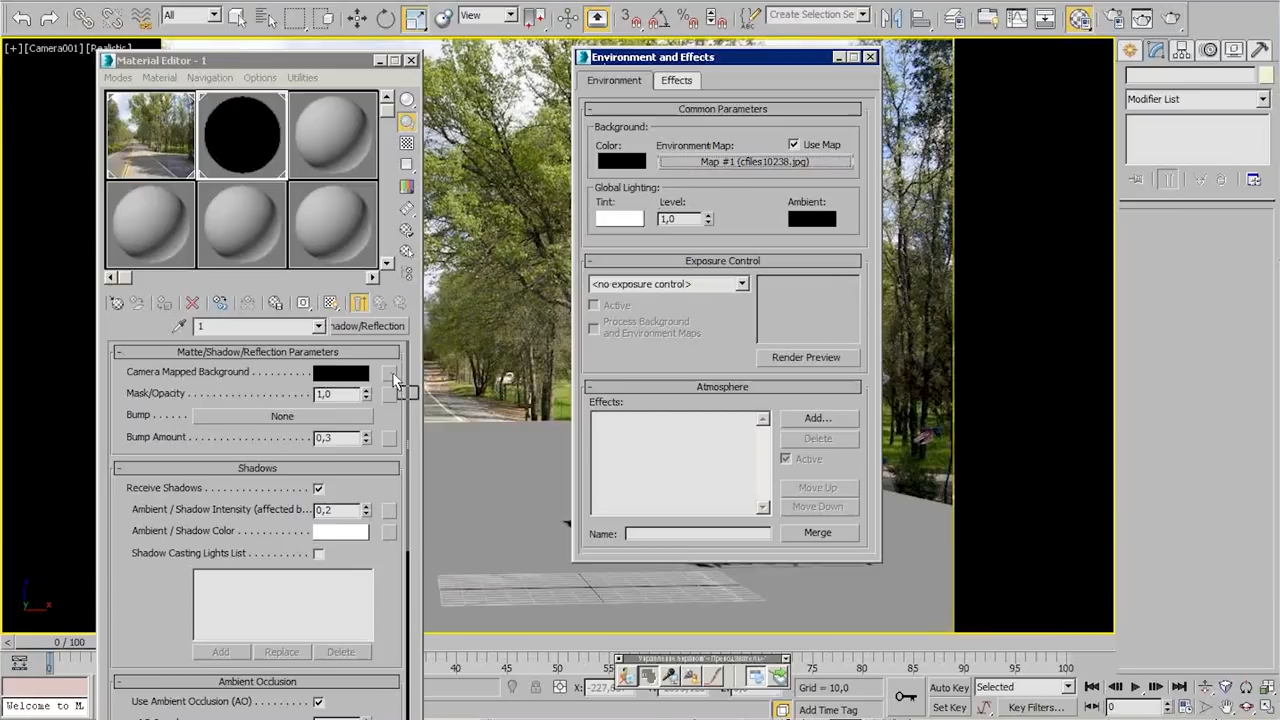 All
View
Create Selection Se
[+] [Camera001] [Realistic]
Material Editor - 1
Modes Material Navigation Options Utilities
1
hadow/Reflection
Matte/Shadow/Reflection Parameters
Camera Mapped Background
Mask/Opacity 1,0
Bump None
Bump Amount 0,3
Shadows
Receive Shadows
Ambient / Shadow Intensity (affected b... 0,2
Ambient / Shadow Color
Shadow Casting Lights List
Add Replace Delete
Ambient Occlusion
Use Ambient Occlusion (AO)
Environment and Effects
Environment Effects
Common Parameters
Background:
Color: Environment Map: Use Map
Map #1 (cfiles10238.jpg)
Global Lighting:
Tint: Level: Ambient:
1,0
Exposure Control
<no exposure control>
Active
Process Background
and Environment Maps
Render Preview
Atmosphere
Effects:
Add...
Delete
Active
Move Up
Move Down
Name:
Merge
Modifier List
0 / 100
40 45 50 55 75 80 85 90 95 100
Grid = 10,0
Add Time Tag
Auto Key Selected
Set Key Key Filters...
0
Welcome to M